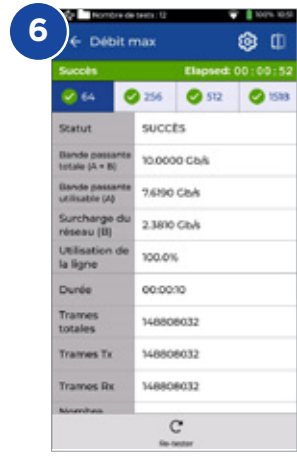 6
Nombre de tests : 12
100% 10:51
Débit max
Succès
Elapsed: 00:00:52
64
256
512
1518
Statut
SUCCÈS
Bande passante
totale (A + B)
10.0000 Gb/s
Bande passante
utilisable (A)
7.6190 Gb/s
Surcharge du
réseau (B)
2.3810 Gb/s
Utilisation de
la ligne
100.0%
Durée
00:00:10
Trames
totales
148808032
Trames Tx
148808032
Trames Rx
148808032
Nombre
Re-tester